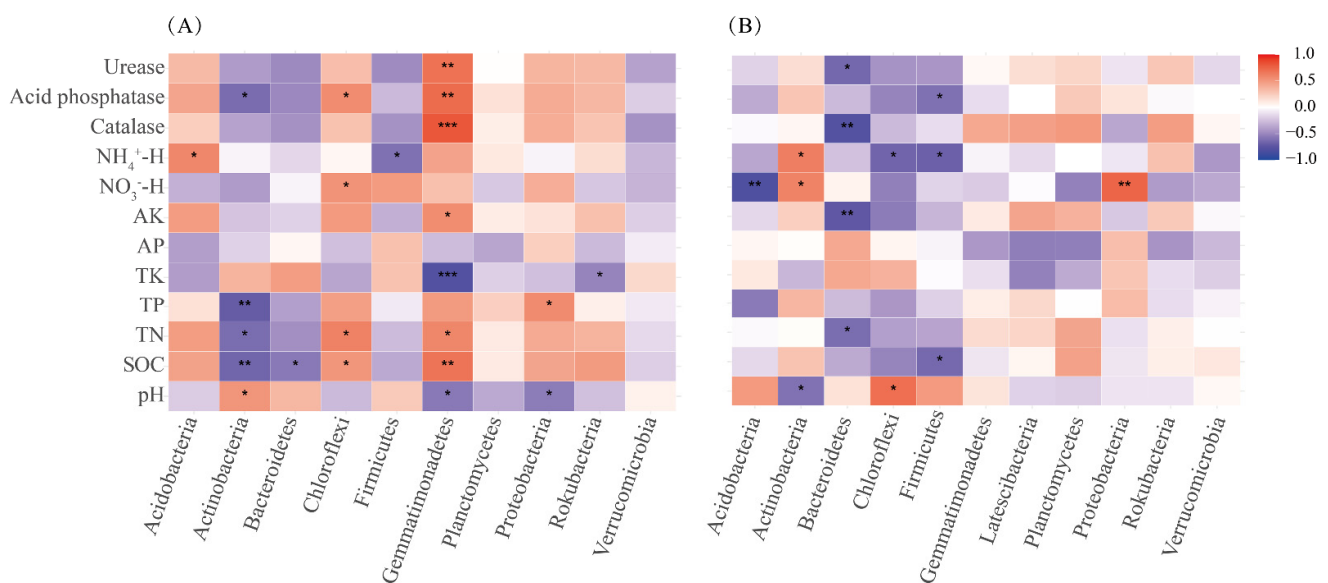 (A)
(B)
Urease ** *
Acid phosphatase * * ** *
Catalase *** **
NH₄⁺-H * * * * *
NO₃⁻-H * ** * **
AK * **
AP
TK *** *
TP ** *
TN * * * *
SOC ** * * ** *
pH * * * * *
Acidobacteria
Actinobacteria
Bacteroidetes
Chloroflexi
Firmicutes
Gemmatimonadetes
Planctomycetes
Proteobacteria
Rokubacteria
Verrucomicrobia
Acidobacteria
Actinobacteria
Bacteroidetes
Chloroflexi
Firmicutes
Gemmatimonadetes
Latescibacteria
Planctomycetes
Proteobacteria
Rokubacteria
Verrucomicrobia
1.0
0.5
0.0
−0.5
−1.0